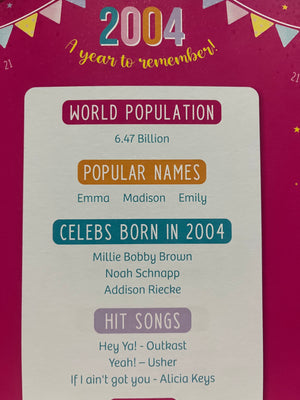 2004
A year to remember!
21
21
WORLD POPULATION
6.47 Billion
POPULAR NAMES
Emma Madison Emily
CELEBS BORN IN 2004
Millie Bobby Brown
Noah Schnapp
Addison Riecke
HIT SONGS
Hey Ya! - Outkast
Yeah! – Usher
If I ain't got you - Alicia Keys